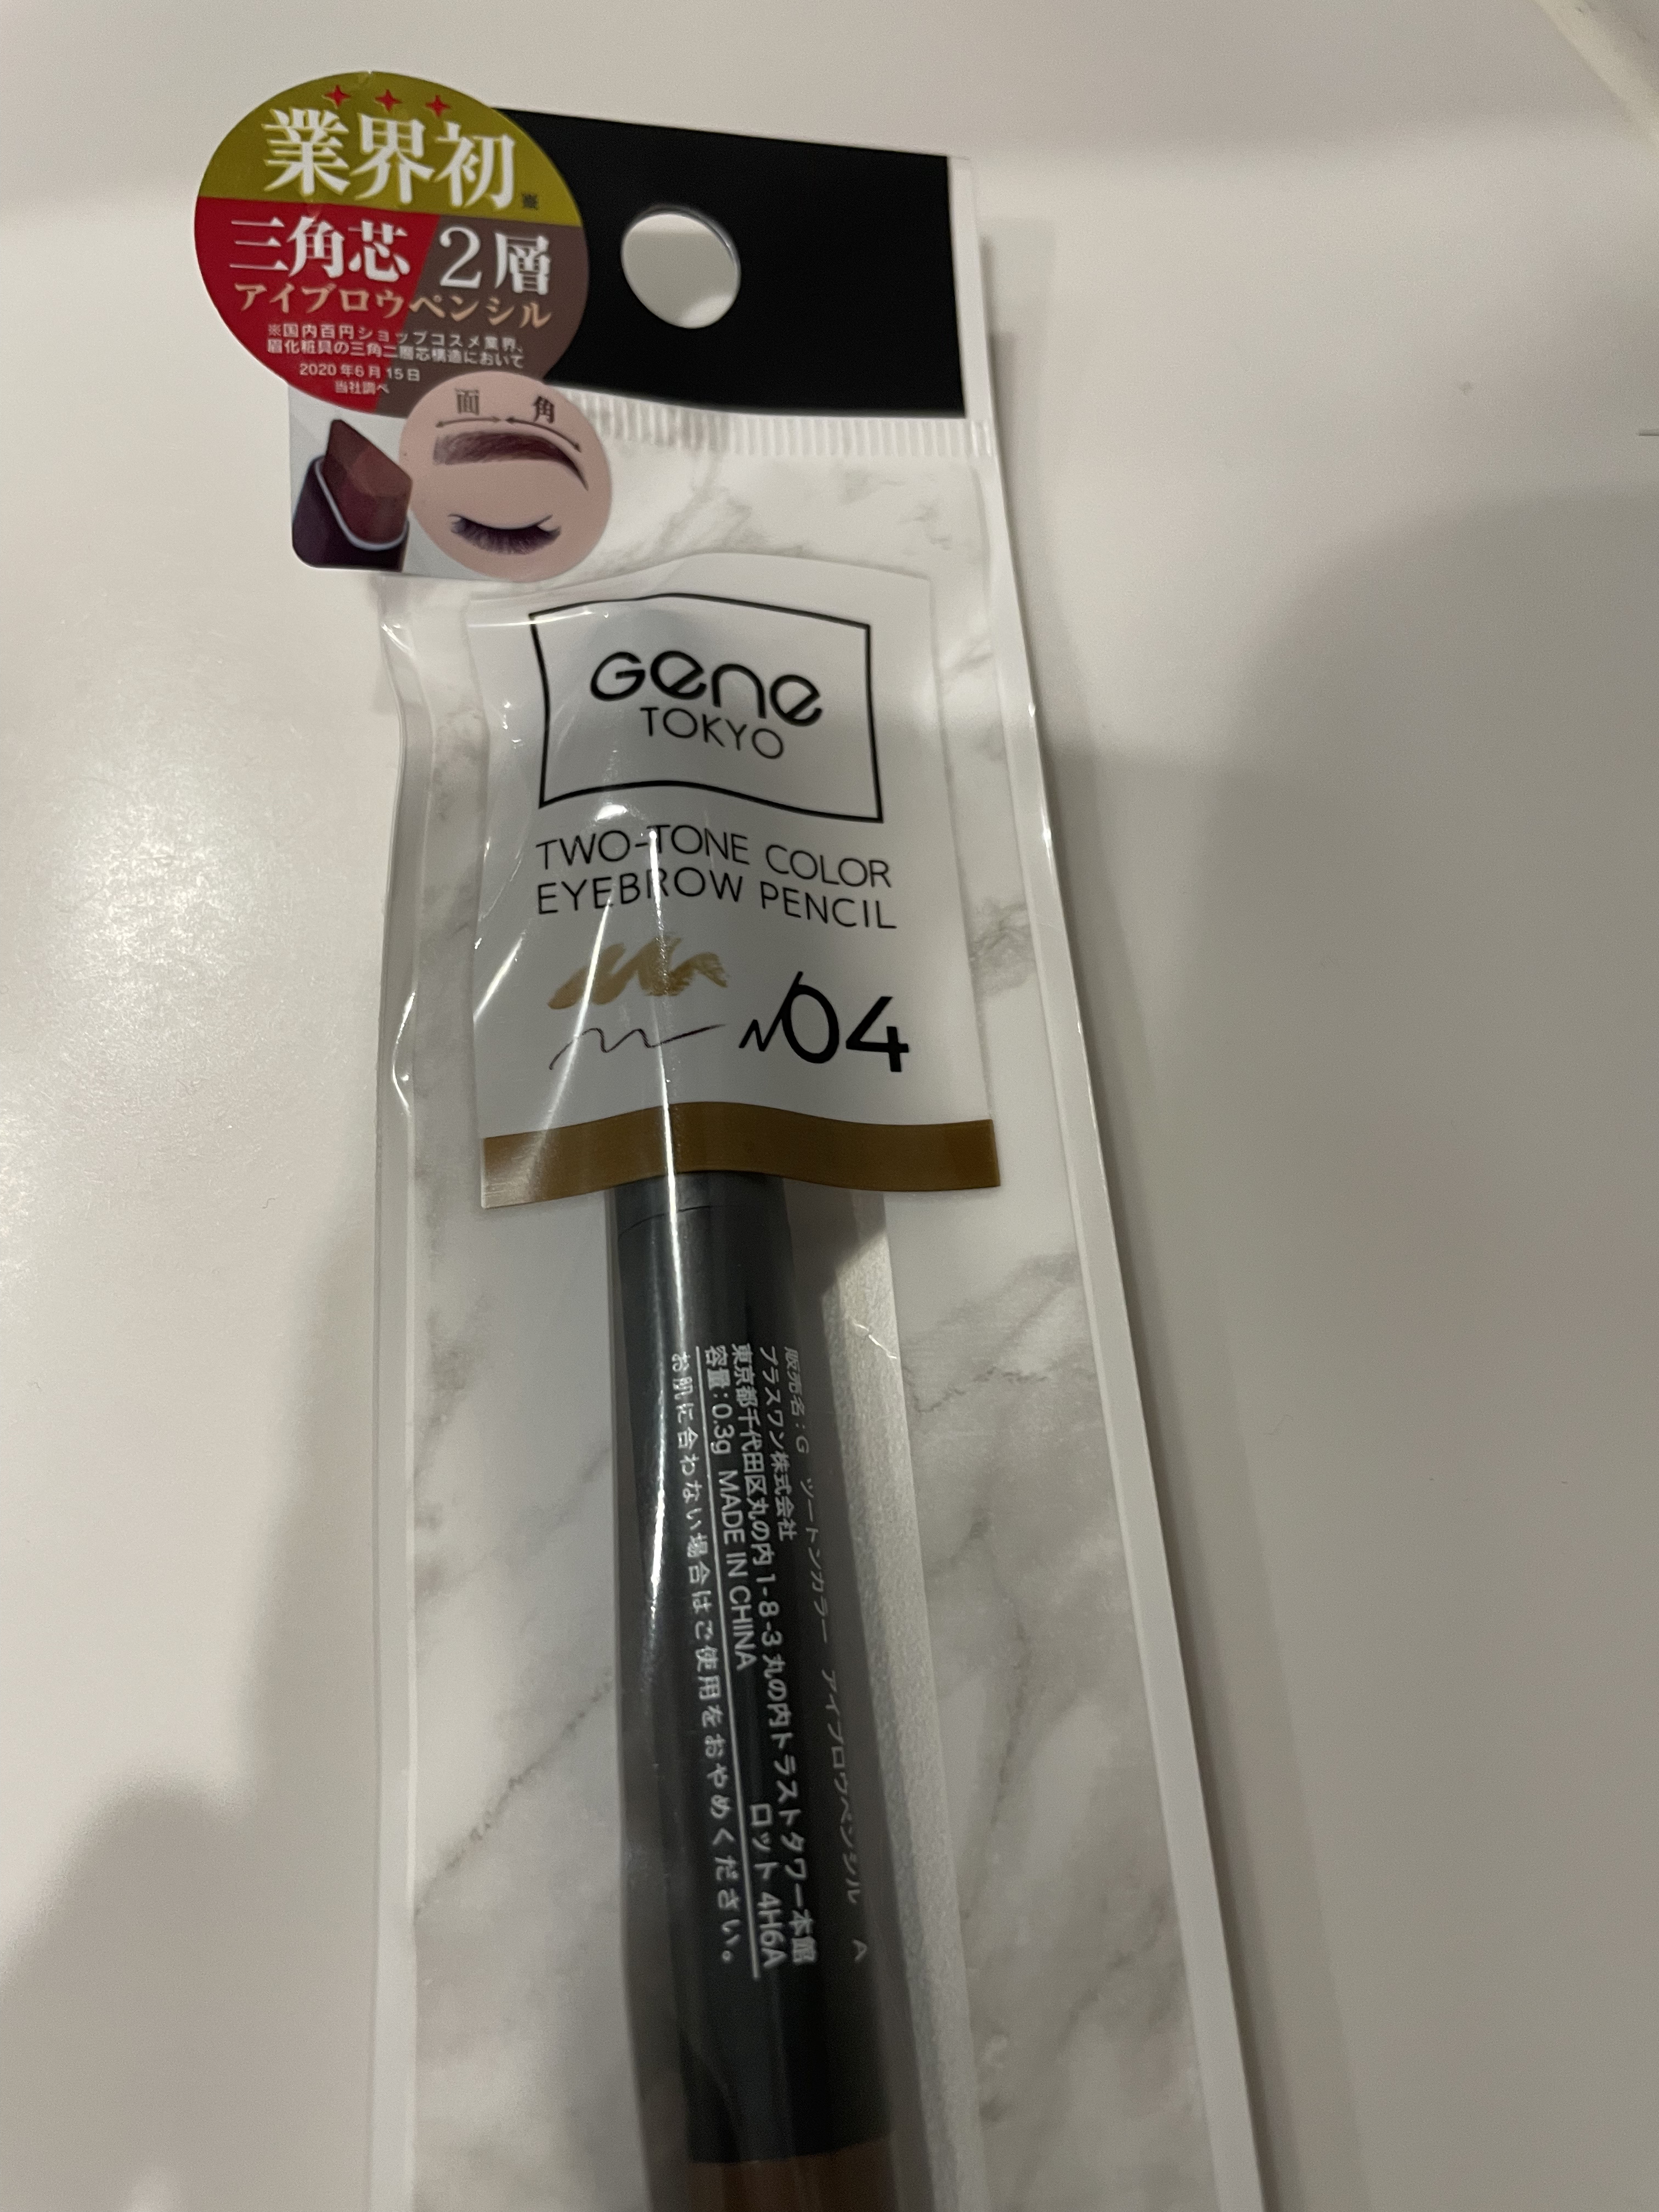 業界初※
三角芯 2層
アイブロウペンシル
※国内百円ショップコスメ業界、
眉化粧具の三角二層芯構造において
2020年6月15日
当社調べ
面 角
Gene
TOKYO
TWO-TONE COLOR
EYEBROW PENCIL
N04
販売名:G ツートンカラー アイブロウペンシル A
プラスワン株式会社
東京都千代田区丸の内1-8-3丸の内トラストタワー本館
容量:0.3g MADE IN CHINA ロット 4H6A
お肌に合わない場合はご使用をおやめください。